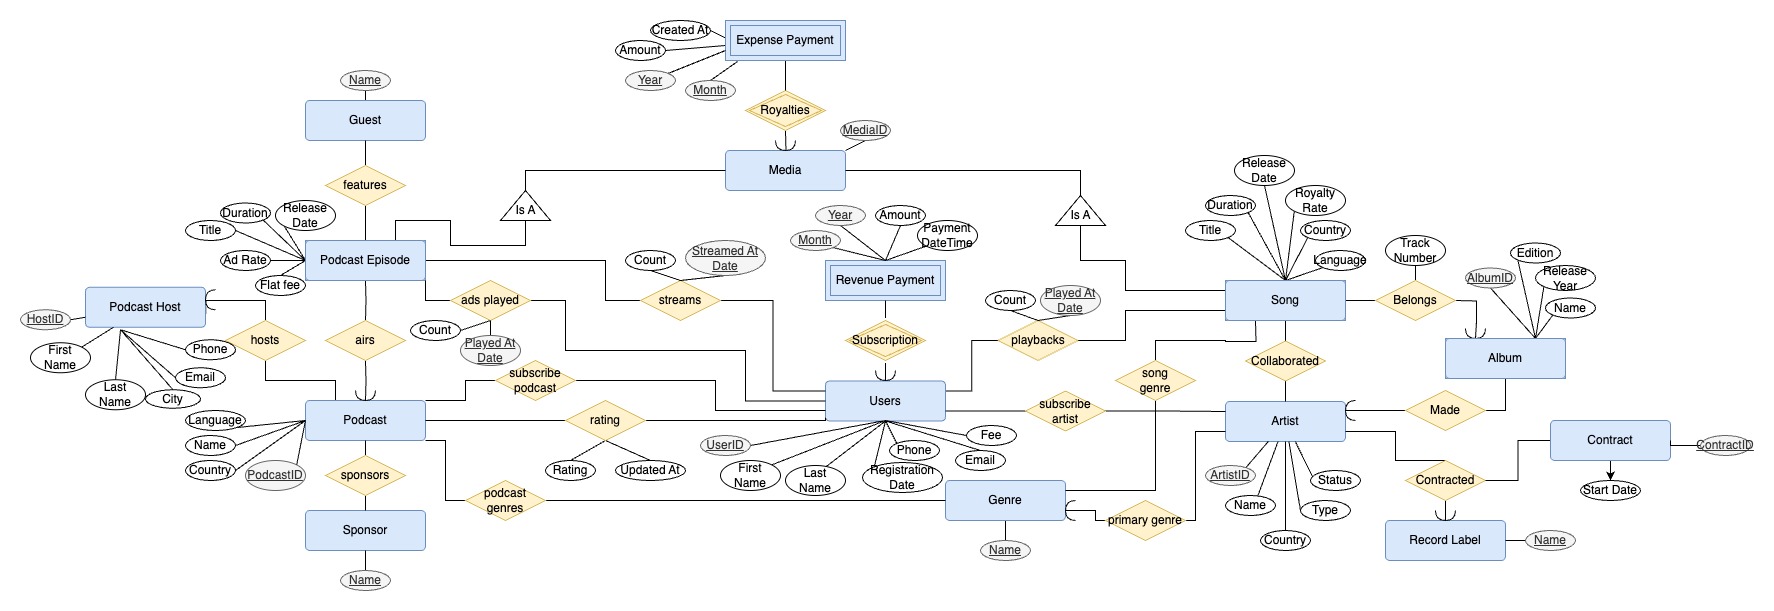 Created At
Expense Payment
Amount
Year
Month
Name
Royalties
Guest
MediaID
Media
features
Release
Date
Royalty
Rate
Duration
Title
Country
Language
Is A
Is A
Duration
Release
Date
Title
Ad Rate
Flat fee
Podcast Episode
Year
Amount
Month
Payment
DateTime
Revenue Payment
Count
Streamed At
Date
streams
ads played
Count
Played At
Date
Track
Number
Edition
AlbumID
Release
Year
Name
Song
Belongs
Count
Played At
Date
playbacks
Podcast Host
HostID
First
Name
Last
Name
City
Email
Phone
hosts
airs
Subscription
Collaborated
Album
song
genre
subscribe
podcast
Users
Podcast
Language
Name
Country
PodcastID
rating
Rating
Updated At
subscribe
artist
Artist
Made
UserID
First
Name
Last
Name
Registration
Date
Phone
Email
Fee
Contract
ContractID
Start Date
sponsors
ArtistID
Name
Country
Type
Status
Contracted
podcast
genres
Genre
Name
primary genre
Sponsor
Name
Record Label
Name